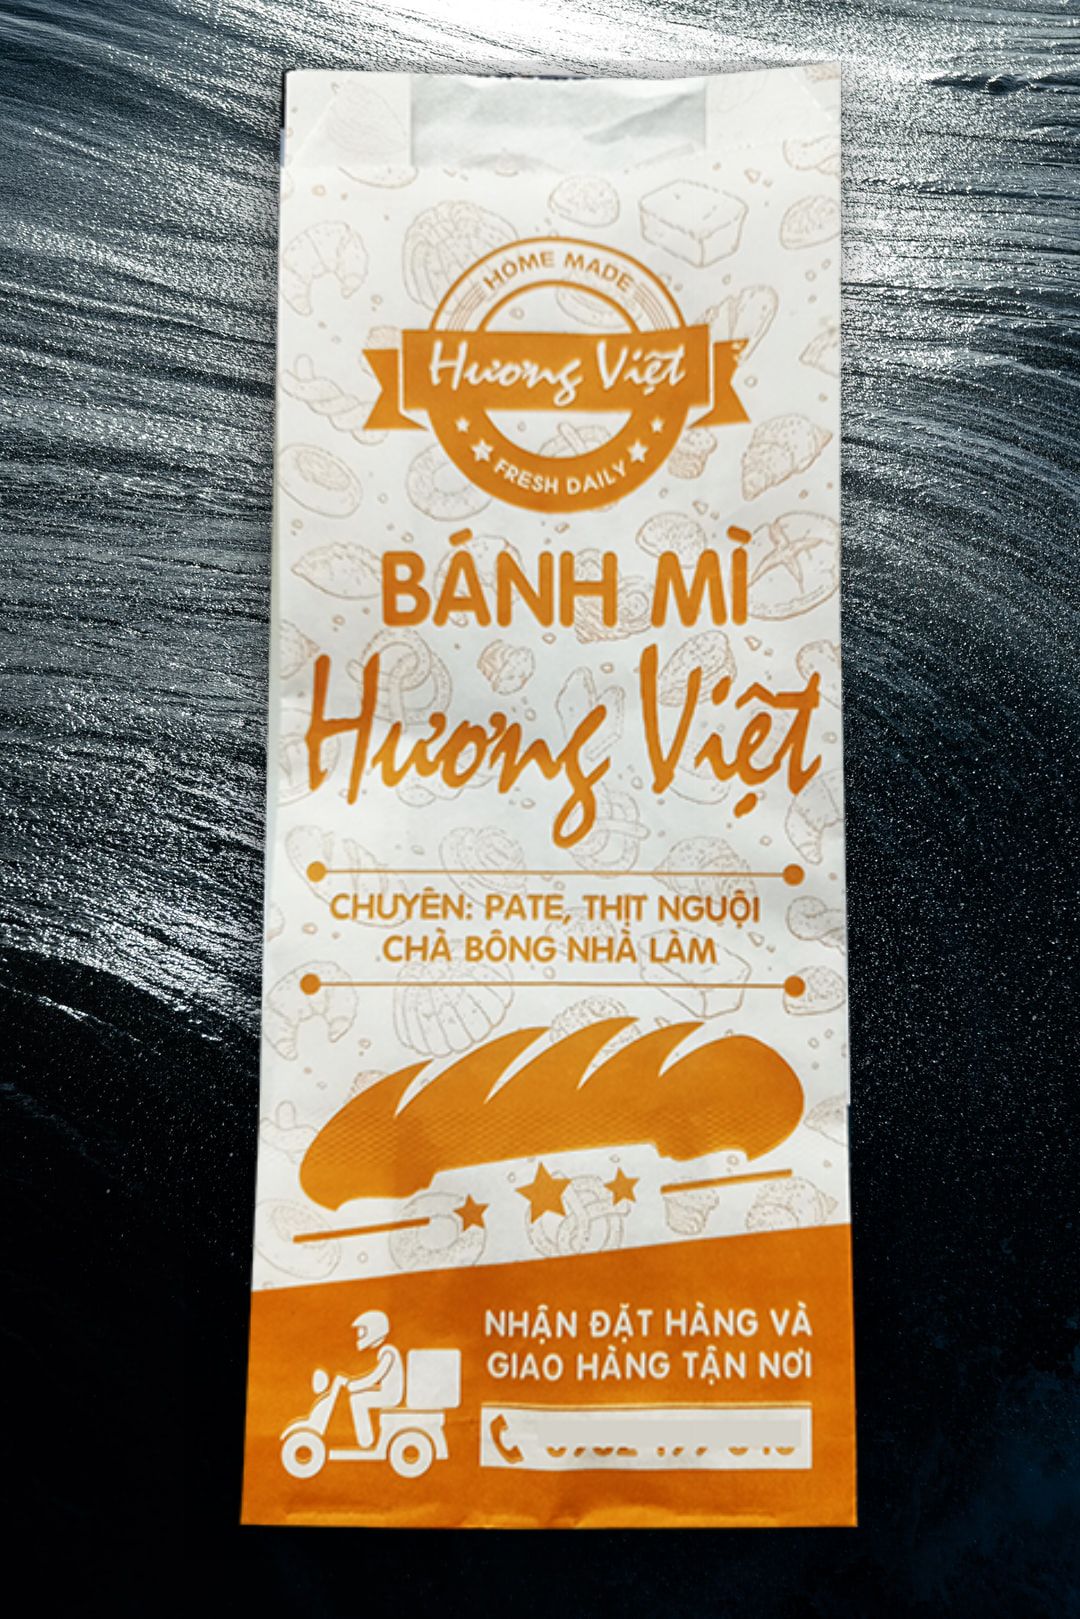 HOME MADE
Hương Việt
FRESH DAILY
BÁNH MÌ
Hương Việt
CHUYÊN: PATE, THỊT NGUỘI
CHÀ BÔNG NHÀ LÀM
NHẬN ĐẶT HÀNG VÀ
GIAO HÀNG TẬN NƠI